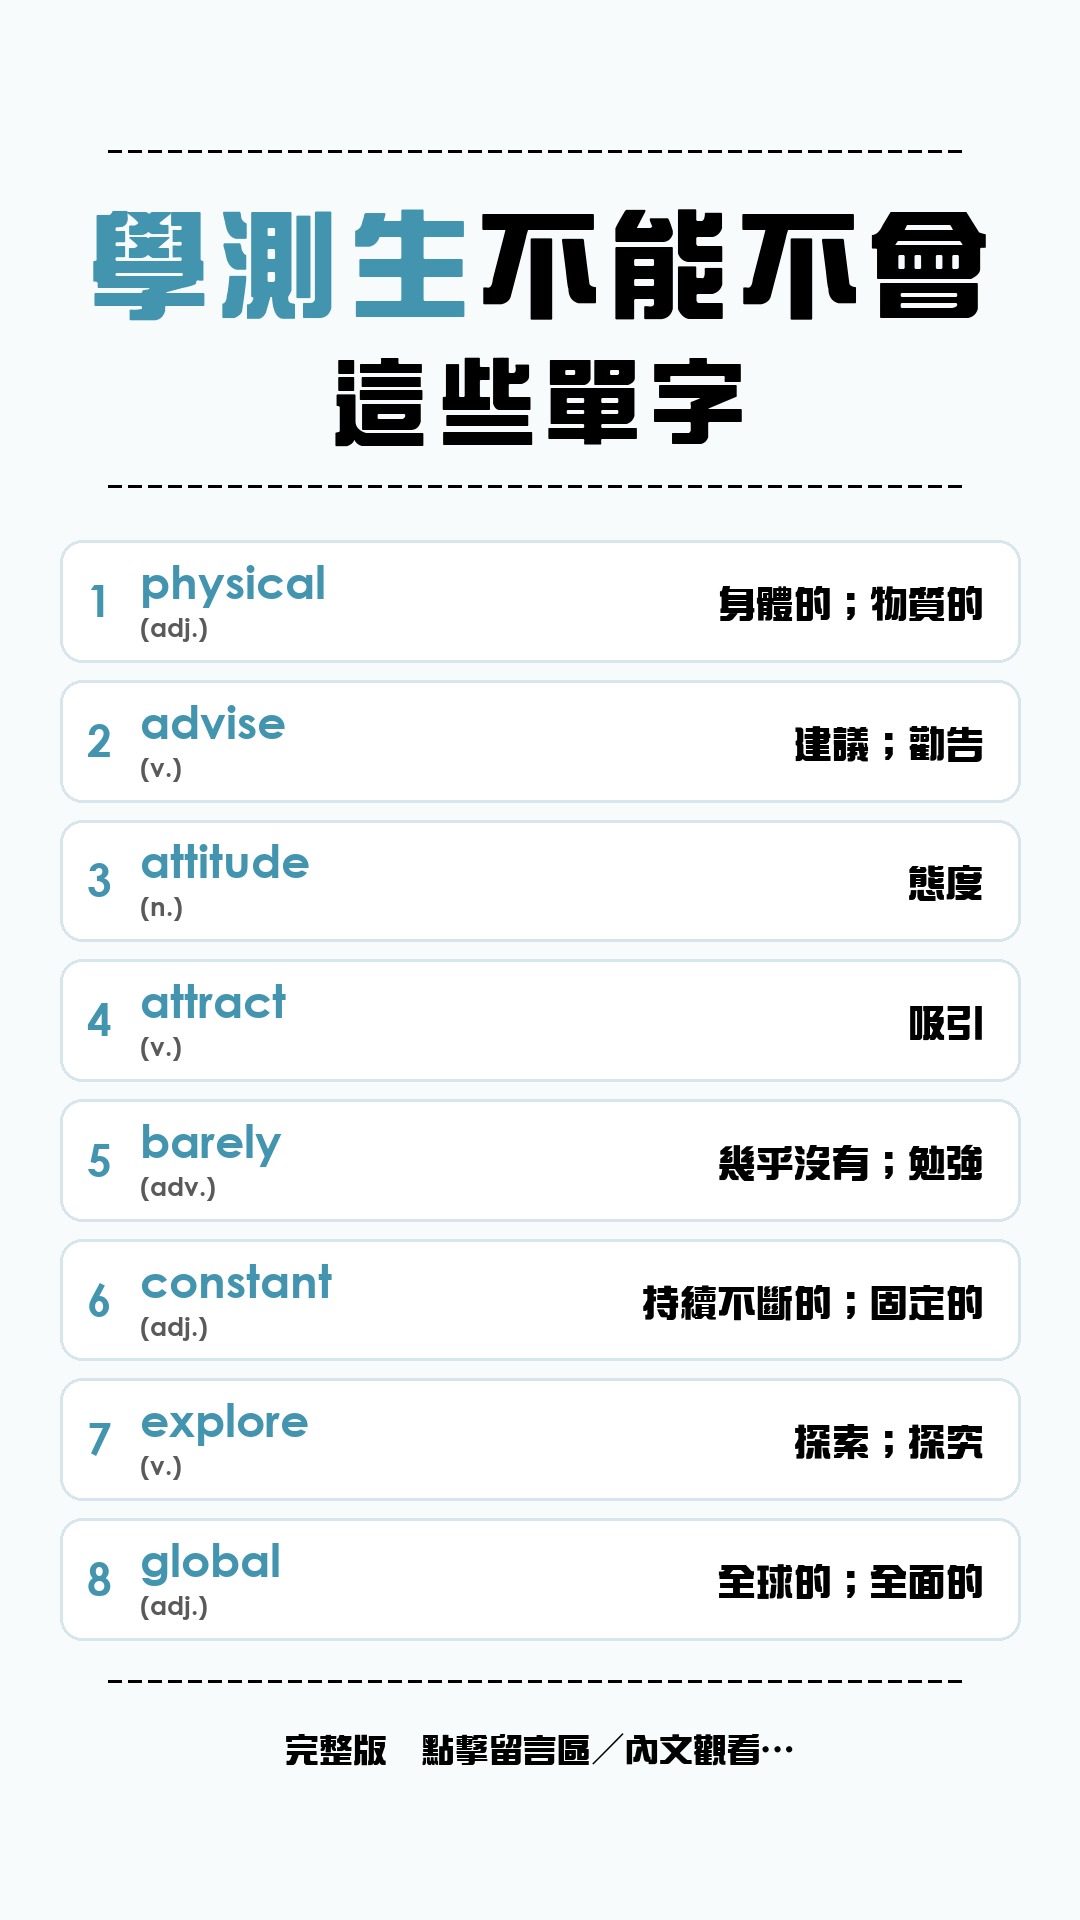 學測生不能不會
這些單字
1 physical (adj.) 身體的；物質的
2 advise (v.) 建議；勸告
3 attitude (n.) 態度
4 attract (v.) 吸引
5 barely (adv.) 幾乎沒有；勉強
6 constant (adj.) 持續不斷的；固定的
7 explore (v.) 探索；探究
8 global (adj.) 全球的；全面的
完整版　點擊留言區／內文觀看…